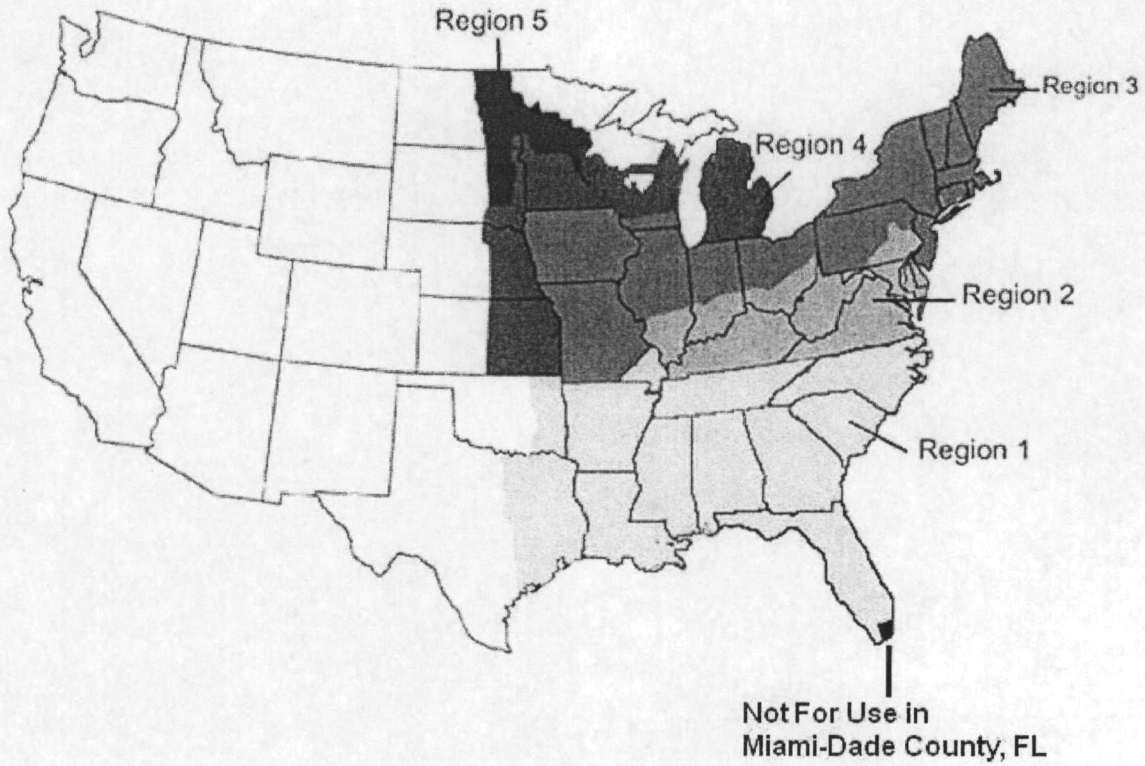 Region 5
Region 3
Region 4
Region 2
Region 1
Not For Use in
Miami-Dade County, FL